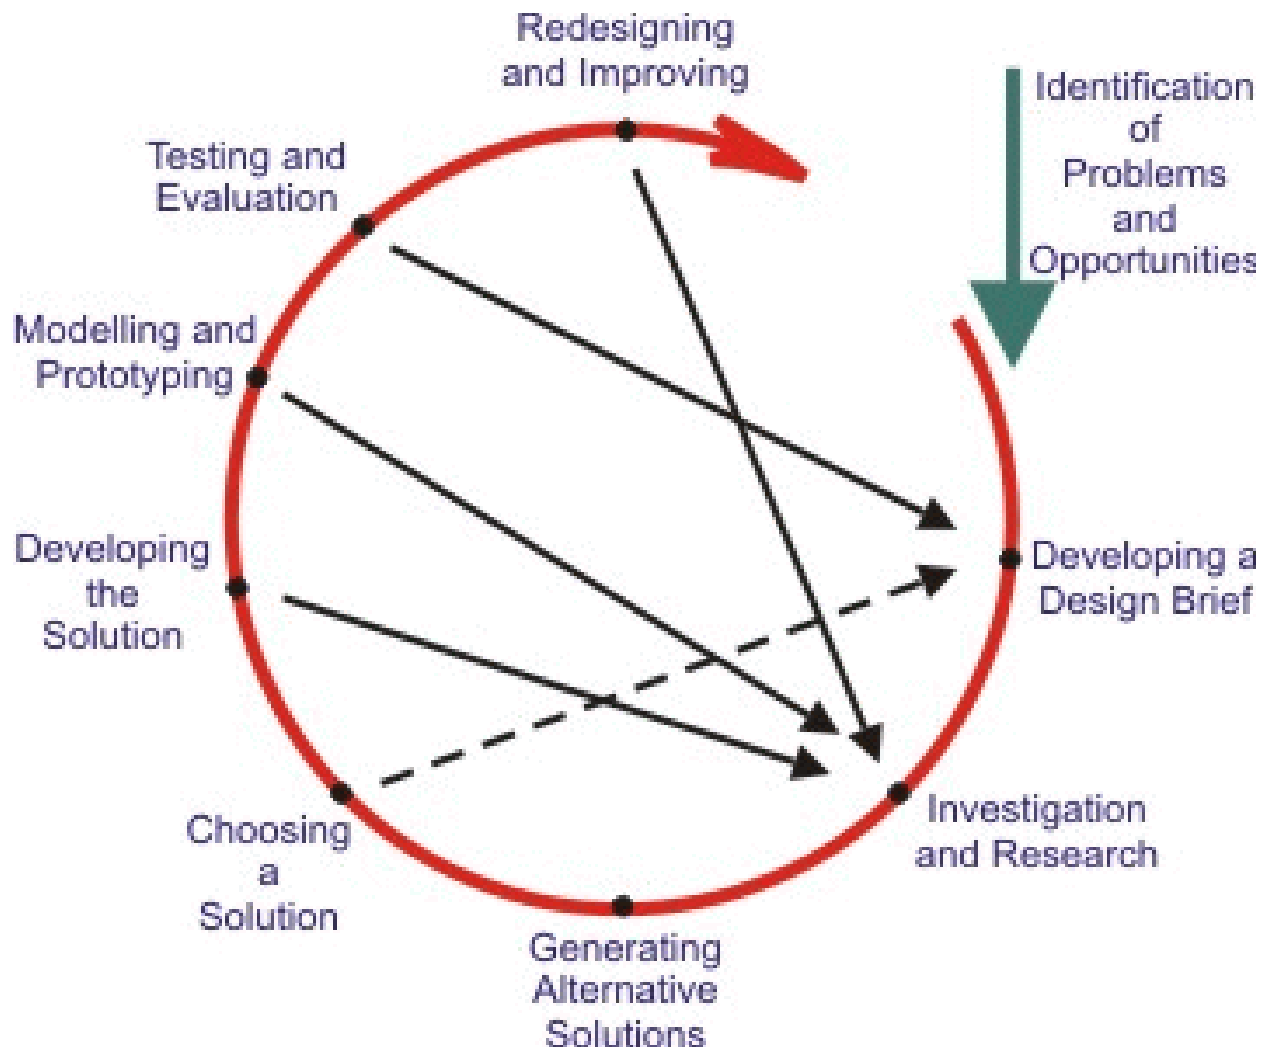 Redesigning
and Improving
Identification
of
Problems
and
Opportunities
Testing and
Evaluation
Modelling and
Prototyping
Developing
the
Solution
Developing a
Design Brief
Choosing
a
Solution
Investigation
and Research
Generating
Alternative
Solutions